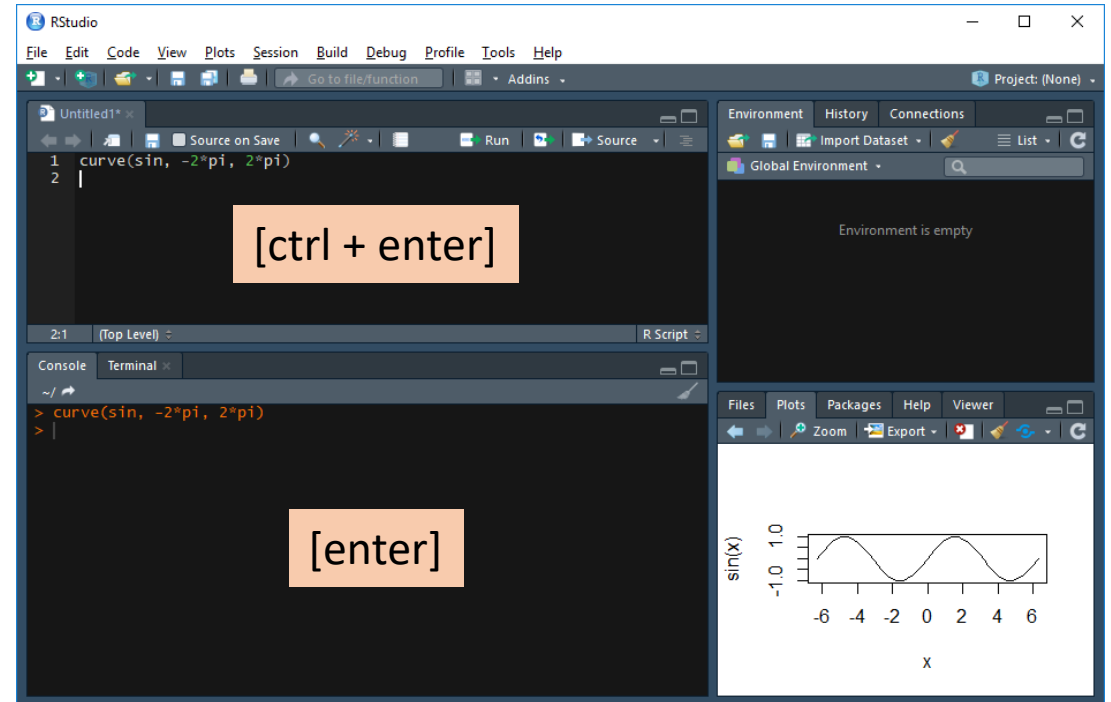 RStudio
File Edit Code View Plots Session Build Debug Profile Tools Help
Go to file/function Addins Project: (None)
Untitled1*
Source on Save Run Source
1 curve(sin, -2*pi, 2*pi)
2
[ctrl + enter]
2:1 (Top Level) R Script
Console Terminal
~/
> curve(sin, -2*pi, 2*pi)
>
[enter]
Environment History Connections
Import Dataset List
Global Environment
Environment is empty
Files Plots Packages Help Viewer
Zoom Export
sin(x)
-1.0 1.0
-6 -4 -2 0 2 4 6
x